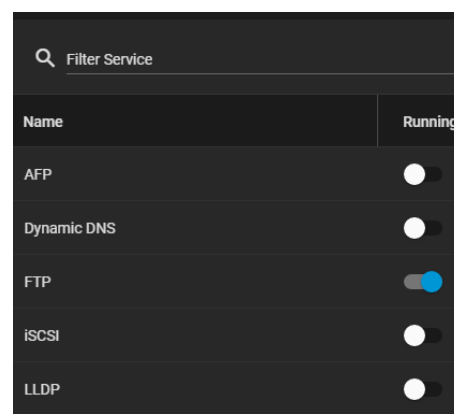 Filter Service
Name Running
AFP
Dynamic DNS
FTP
iSCSI
LLDP